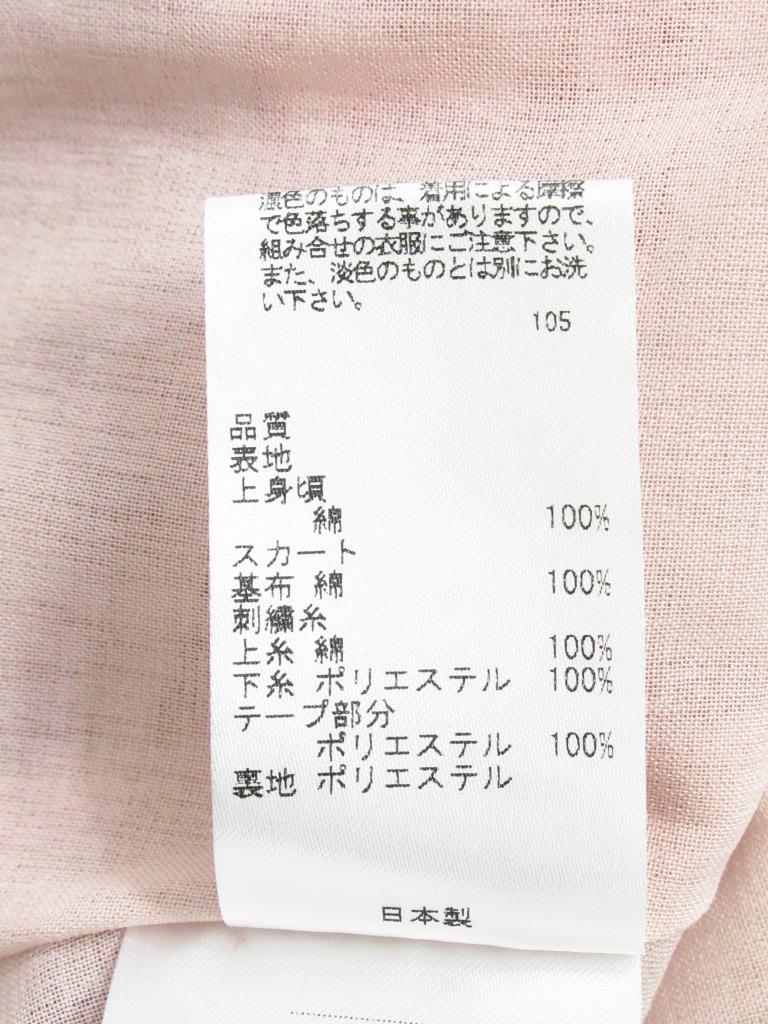 濃色のものは、着用による摩擦
で色落ちする事がありますので、
組み合せの衣服にご注意下さい。
また、淡色のものとは別にお洗
い下さい。
105
品質
表地
上身頃
綿 100%
スカート
基布 綿 100%
刺繍糸
上糸 綿 100%
下糸 ポリエステル 100%
テープ部分
ポリエステル 100%
裏地 ポリエステル
日本製